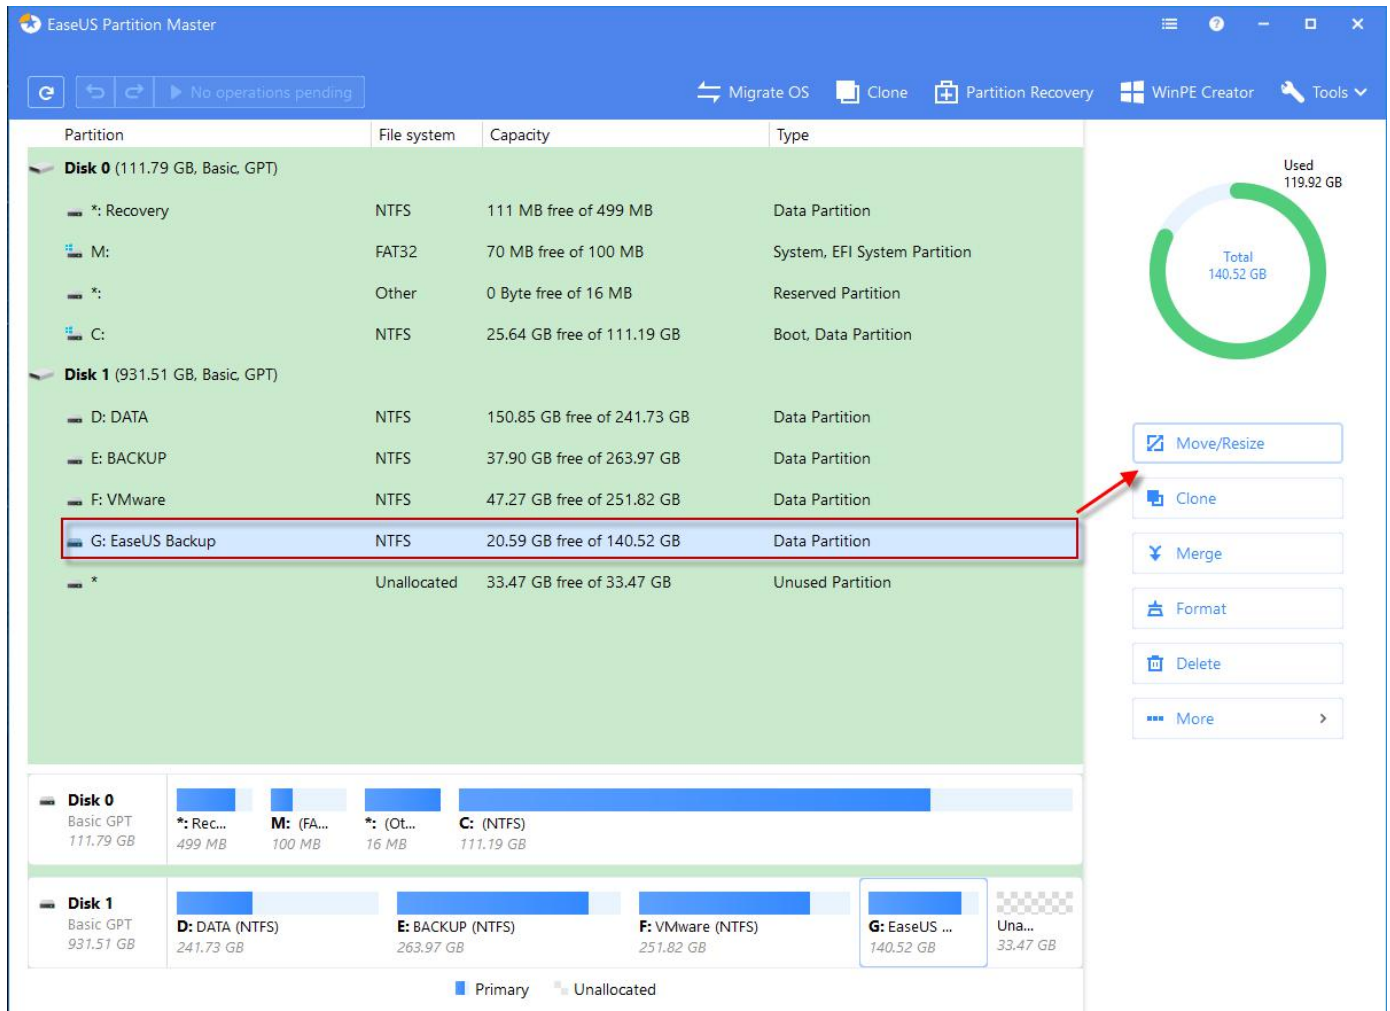 EaseUS Partition Master
No operations pending
Migrate OS Clone Partition Recovery WinPE Creator Tools
Partition File system Capacity Type
Disk 0 (111.79 GB, Basic, GPT)
*: Recovery NTFS 111 MB free of 499 MB Data Partition
M: FAT32 70 MB free of 100 MB System, EFI System Partition
*: Other 0 Byte free of 16 MB Reserved Partition
C: NTFS 25.64 GB free of 111.19 GB Boot, Data Partition
Disk 1 (931.51 GB, Basic, GPT)
D: DATA NTFS 150.85 GB free of 241.73 GB Data Partition
E: BACKUP NTFS 37.90 GB free of 263.97 GB Data Partition
F: VMware NTFS 47.27 GB free of 251.82 GB Data Partition
G: EaseUS Backup NTFS 20.59 GB free of 140.52 GB Data Partition
* Unallocated 33.47 GB free of 33.47 GB Unused Partition
Used
119.92 GB
Total
140.52 GB
Move/Resize
Clone
Merge
Format
Delete
More
Disk 0
Basic GPT
111.79 GB
*: Rec... M: (FA... *: (Ot... C: (NTFS)
499 MB 100 MB 16 MB 111.19 GB
Disk 1
Basic GPT
931.51 GB
D: DATA (NTFS) E: BACKUP (NTFS) F: VMware (NTFS) G: EaseUS ... Una...
241.73 GB 263.97 GB 251.82 GB 140.52 GB 33.47 GB
Primary Unallocated